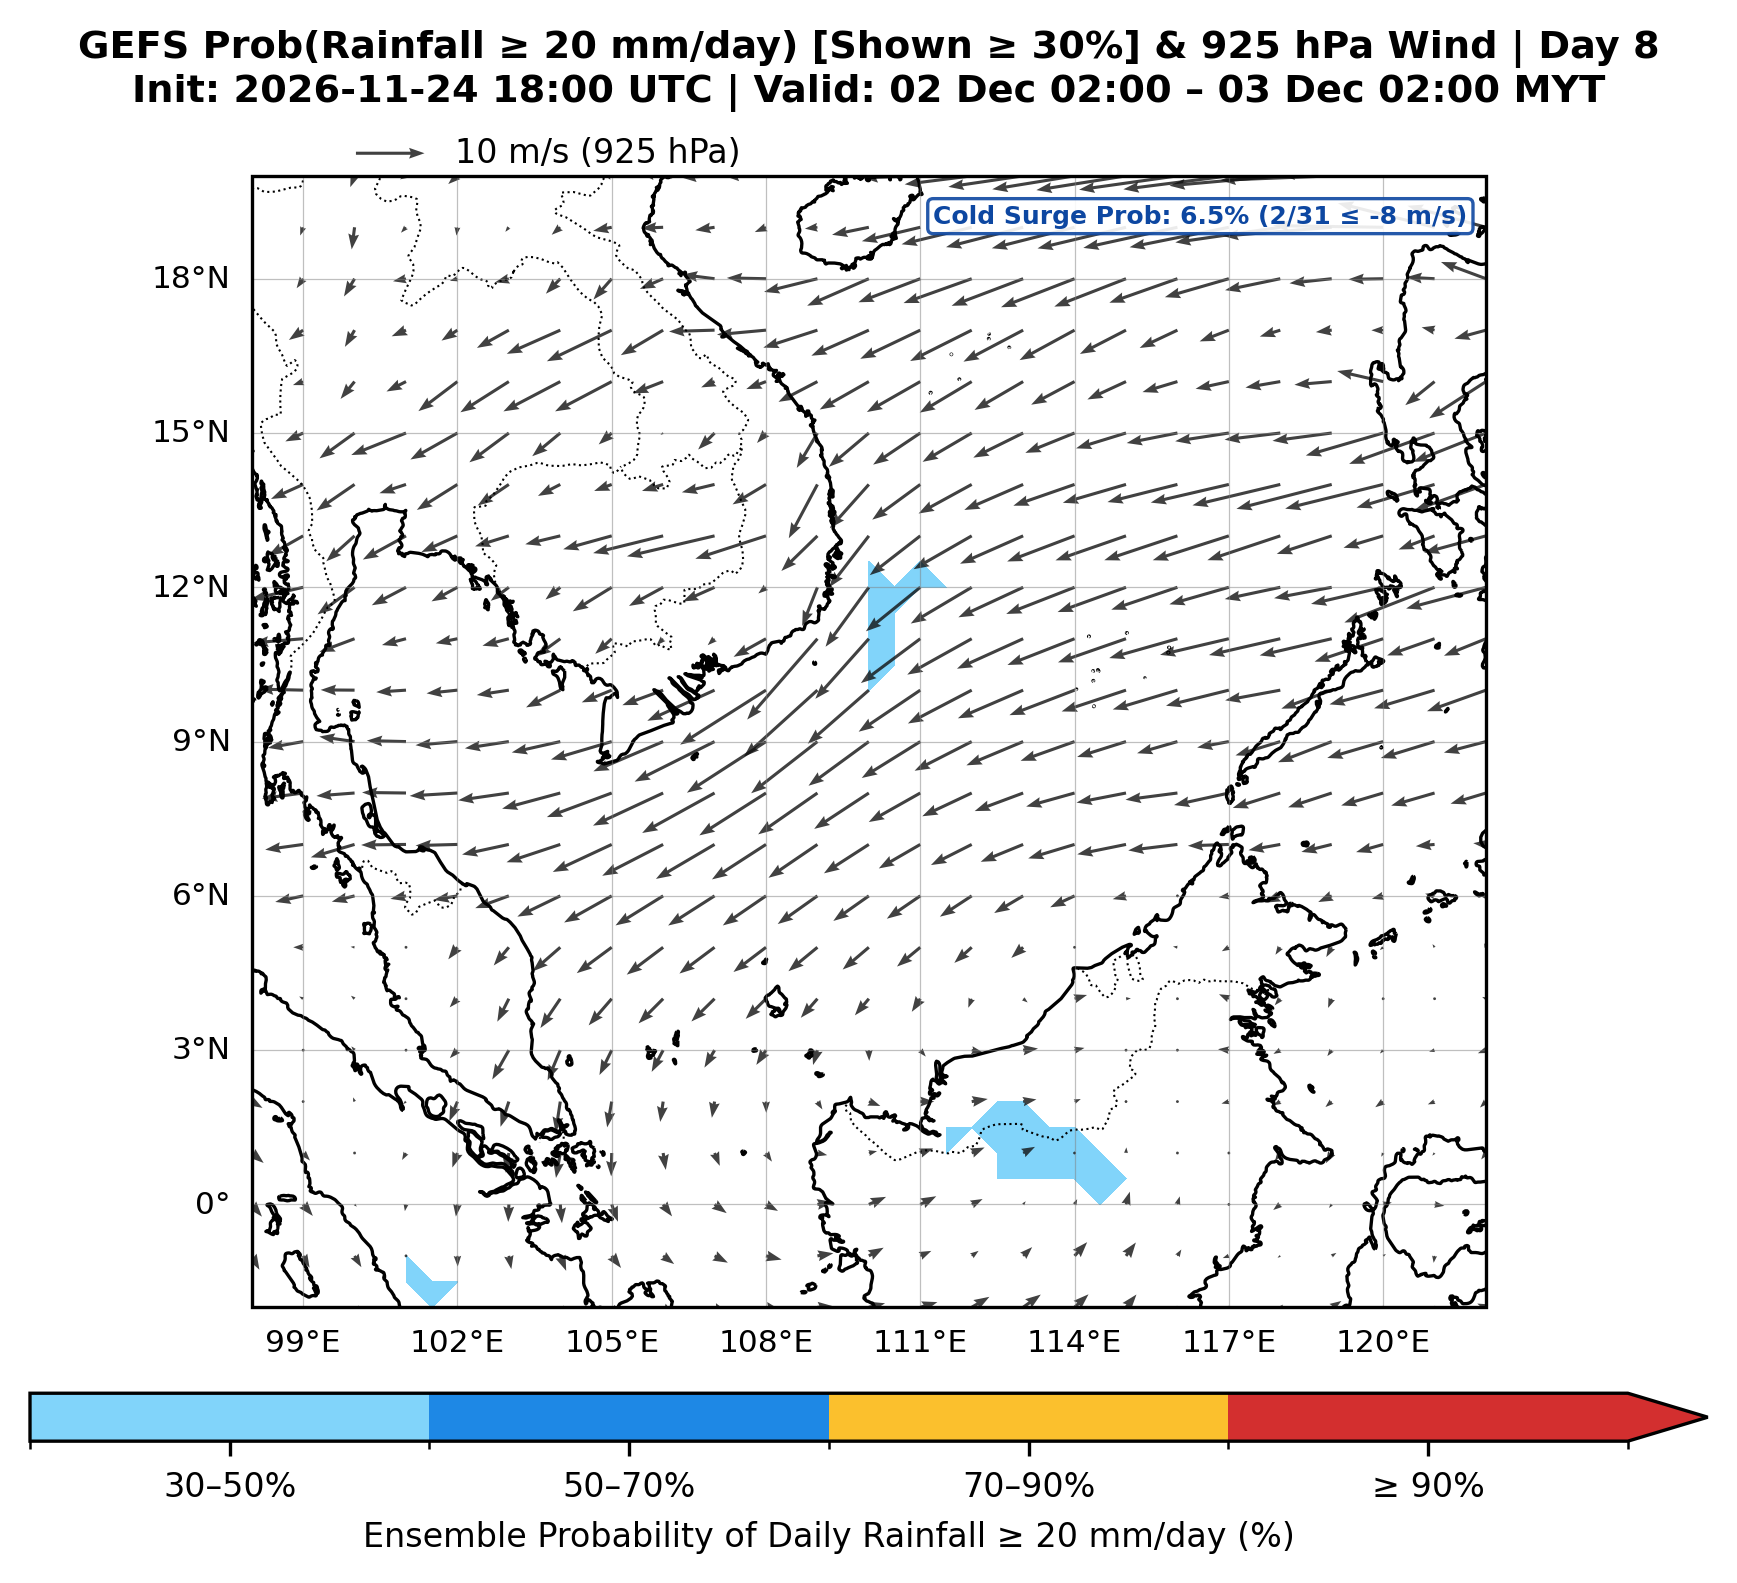 GEFS Prob(Rainfall ≥ 20 mm/day) [Shown ≥ 30%] & 925 hPa Wind | Day 8
Init: 2026-11-24 18:00 UTC | Valid: 02 Dec 02:00 – 03 Dec 02:00 MYT
10 m/s (925 hPa)
Cold Surge Prob: 6.5% (2/31 ≤ -8 m/s)
18°N
15°N
12°N
9°N
6°N
3°N
0°
99°E 102°E 105°E 108°E 111°E 114°E 117°E 120°E
30–50% 50–70% 70–90% ≥ 90%
Ensemble Probability of Daily Rainfall ≥ 20 mm/day (%)